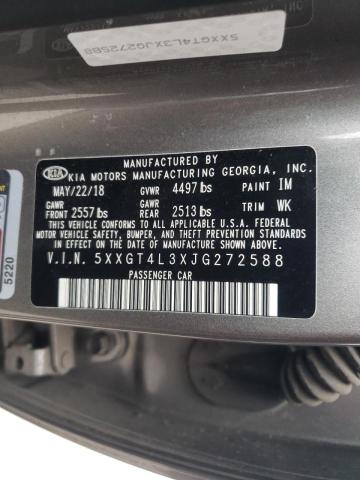 5XXGT4L3XJG272588
MANUFACTURED BY
KIA KIA MOTORS MANUFACTURING GEORGIA, INC.
MAY/22/18 GVWR 4497 lbs PAINT IM
GAWR FRONT 2557 lbs GAWR REAR 2513 lbs TRIM WK
THIS VEHICLE CONFORMS TO ALL APPLICABLE U.S.A. FEDERAL
MOTOR VEHICLE SAFETY, BUMPER, AND THEFT PREVENTION
STANDARDS IN EFFECT ON THE DATE OF MANUFACTURE SHOWN ABOVE.
V.I.N. 5XXGT4L3XJG272588
PASSENGER CAR
5220